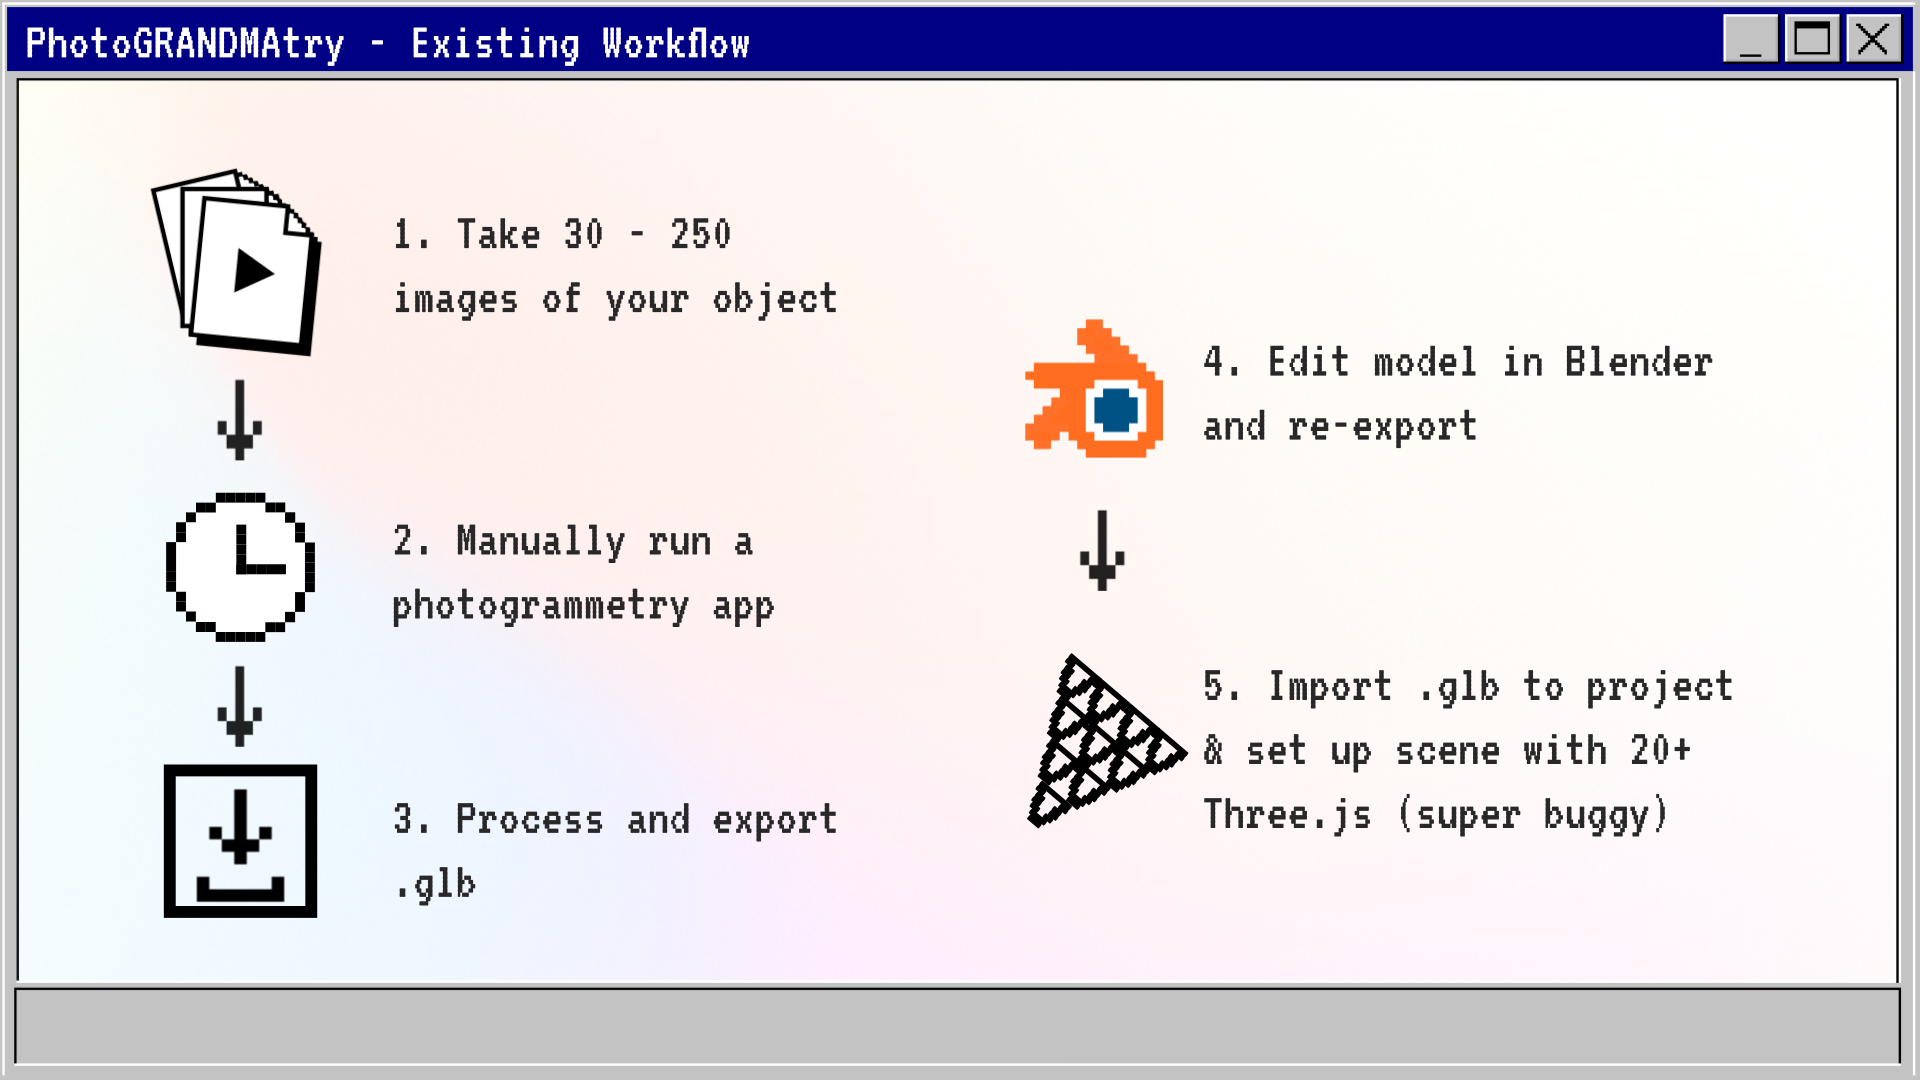 PhotoGRANDMAtry - Existing Workflow
1. Take 30 - 250
images of your object
2. Manually run a
photogrammetry app
3. Process and export
.glb
4. Edit model in Blender
and re-export
5. Import .glb to project
& set up scene with 20+
Three.js (super buggy)